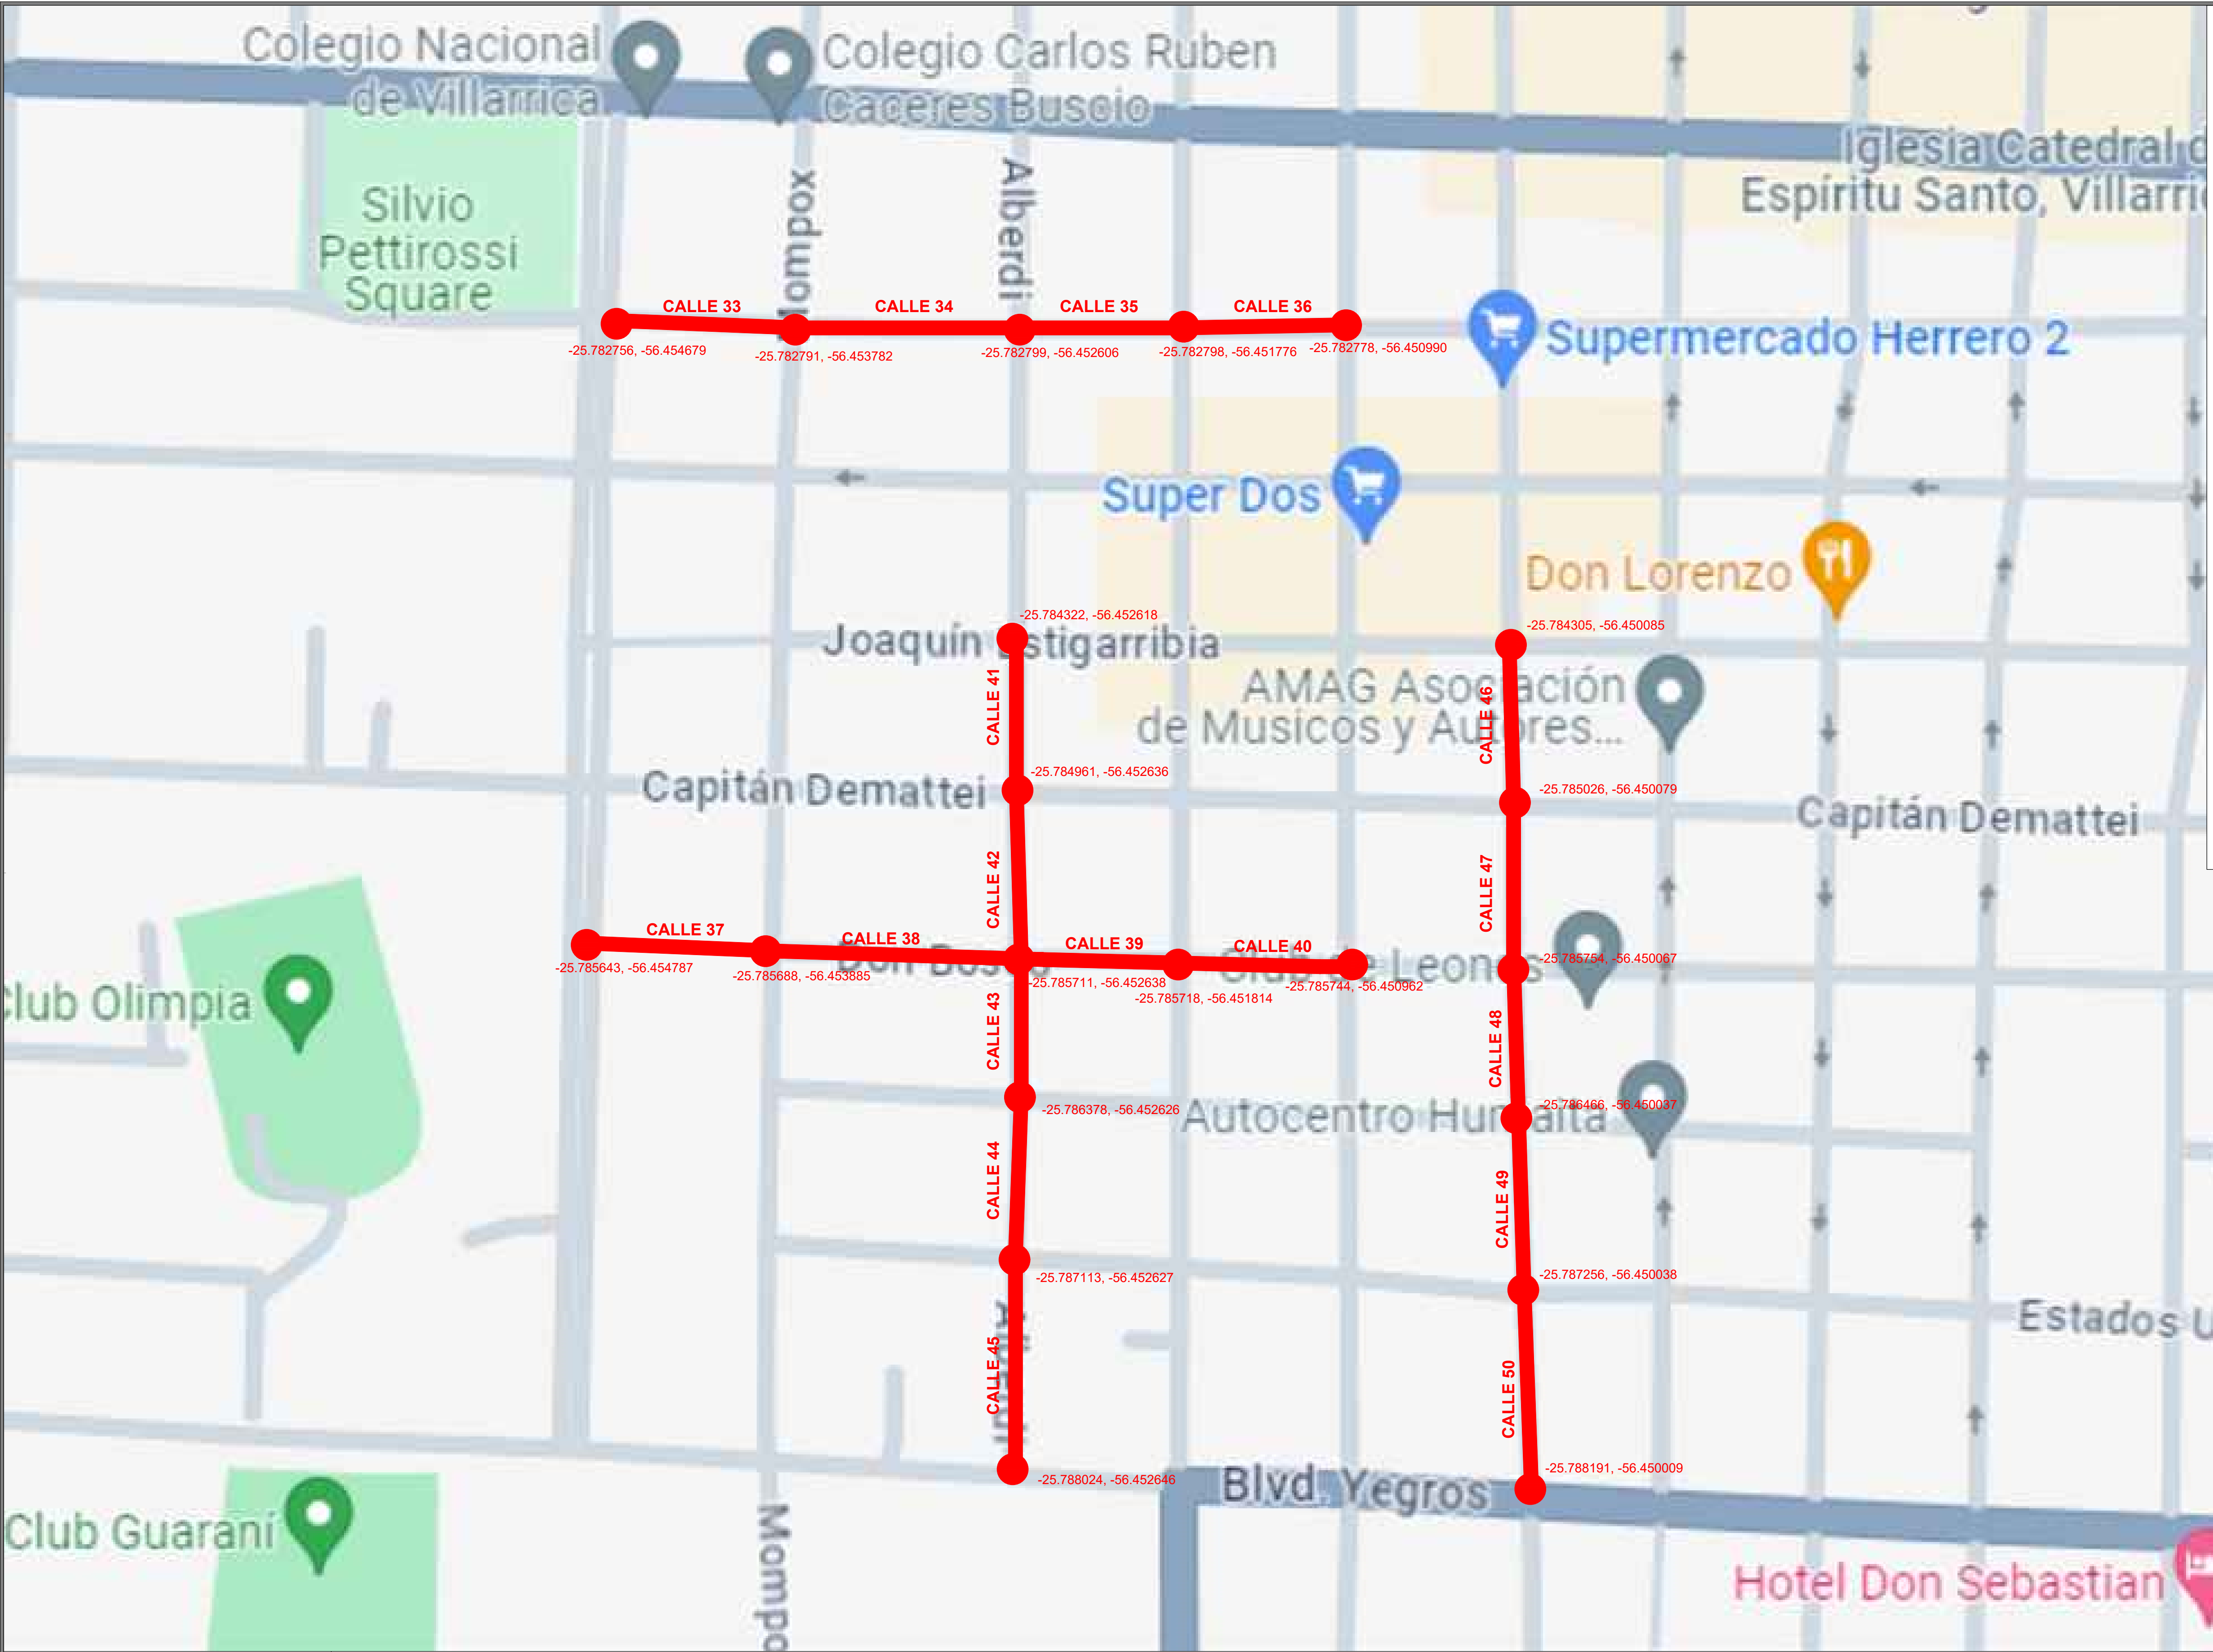 Colegio Nacional
de Villarrica
Colegio Carlos Ruben
Caceres Buscio
Iglesia Catedral d
Espíritu Santo, Villarric
Silvio
Pettirossi
Square
Alberdi
CALLE 33
CALLE 34
CALLE 35
CALLE 36
-25.782756, -56.454679
-25.782791, -56.453782
-25.782799, -56.452606
-25.782798, -56.451776
-25.782778, -56.450990
Supermercado Herrero 2
Super Dos
Don Lorenzo
-25.784322, -56.452618
-25.784305, -56.450085
Joaquín Estigarribia
CALLE 41
CALLE 46
AMAG Asociación
de Musicos y Autores...
-25.784961, -56.452636
-25.785026, -56.450079
Capitán Demattei
Capitán Demattei
CALLE 42
CALLE 47
CALLE 37
CALLE 38
CALLE 39
CALLE 40
Don Bosco
Club de Leones
-25.785643, -56.454787
-25.785688, -56.453885
-25.785711, -56.452638
-25.785718, -56.451814
-25.785744, -56.450962
-25.785754, -56.450067
Club Olimpia
CALLE 43
CALLE 48
-25.786378, -56.452626
-25.786466, -56.450037
Autocentro Humaita
CALLE 44
CALLE 49
-25.787113, -56.452627
-25.787256, -56.450038
Estados U
Alberdi
CALLE 45
CALLE 50
-25.788024, -56.452646
-25.788191, -56.450009
Blvd. Yegros
Club Guaraní
Mompo
Hotel Don Sebastian